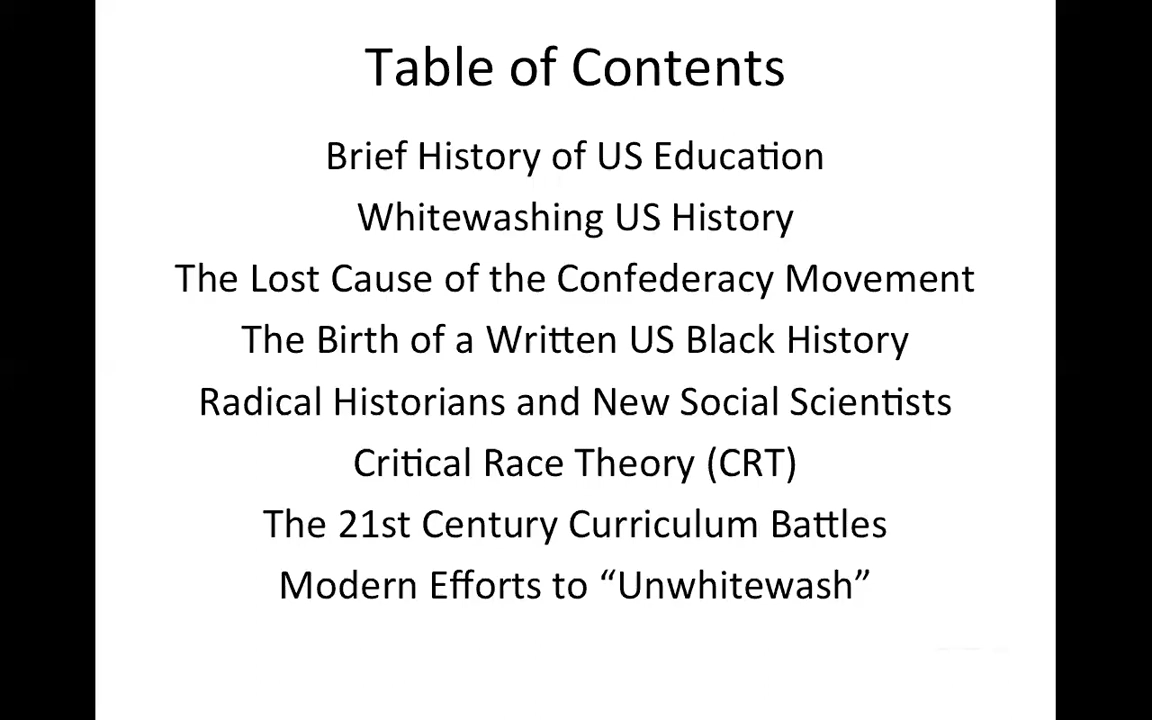 Table of Contents
Brief History of US Education
Whitewashing US History
The Lost Cause of the Confederacy Movement
The Birth of a Written US Black History
Radical Historians and New Social Scientists
Critical Race Theory (CRT)
The 21st Century Curriculum Battles
Modern Efforts to “Unwhitewash”